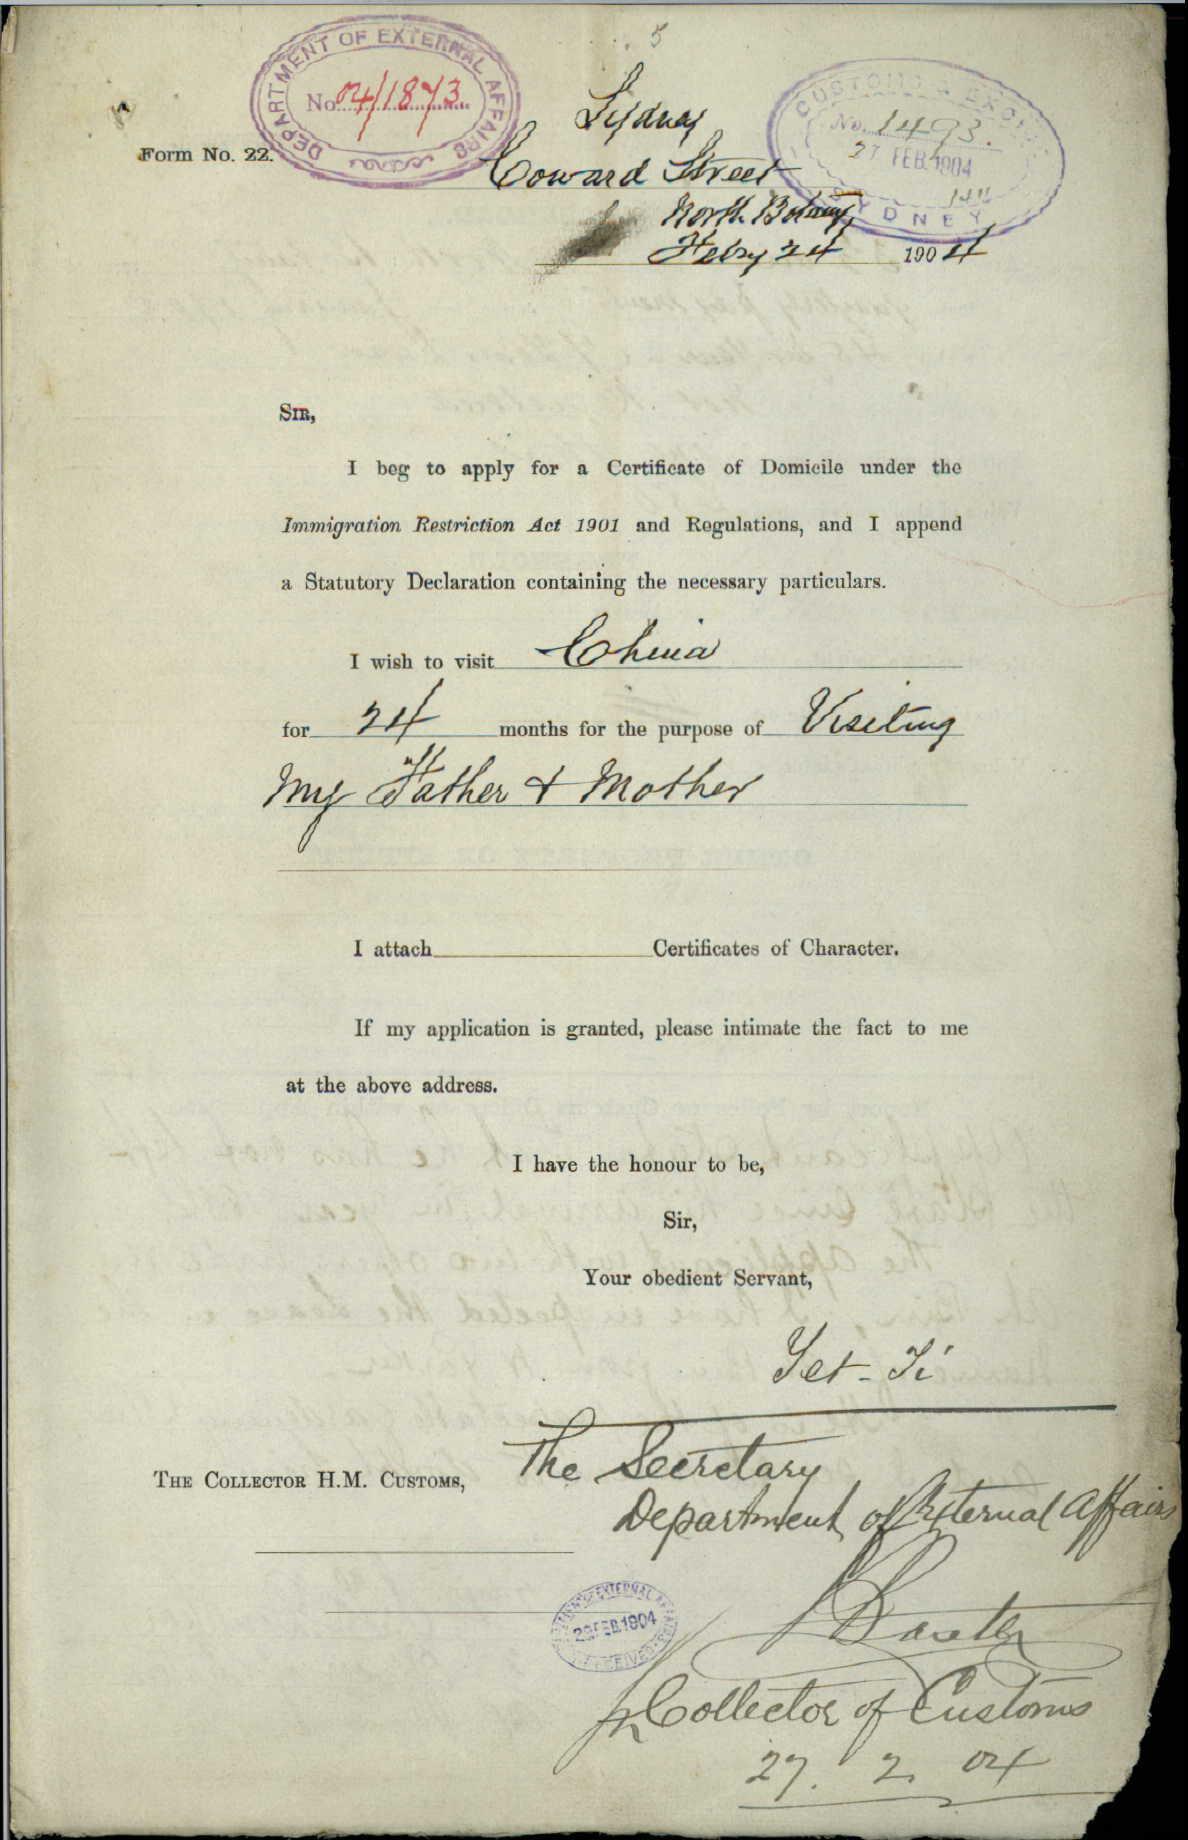 5
DEPARTMENT OF EXTERNAL AFFAIRS
No. 04/1873
CUSTOMS & EXCISE
No. 1493.
27 FEB. 1904
SYDNEY
Form No. 22.
Sydney
Coward Street
North Botany
Feby 24 1904
SIR,
I beg to apply for a Certificate of Domicile under the
Immigration Restriction Act 1901 and Regulations, and I append
a Statutory Declaration containing the necessary particulars.
I wish to visit China
for 24 months for the purpose of Visiting
My Father & Mother
I attach Certificates of Character.
If my application is granted, please intimate the fact to me
at the above address.
I have the honour to be,
Sir,
Your obedient Servant,
Yet - Ti
THE COLLECTOR H.M. CUSTOMS,
The Secretary
Department of External Affairs
EXTERNAL AFFAIRS
29 FEB. 1904
RECEIVED
Baxter
Collector of Customs
27. 2. 04